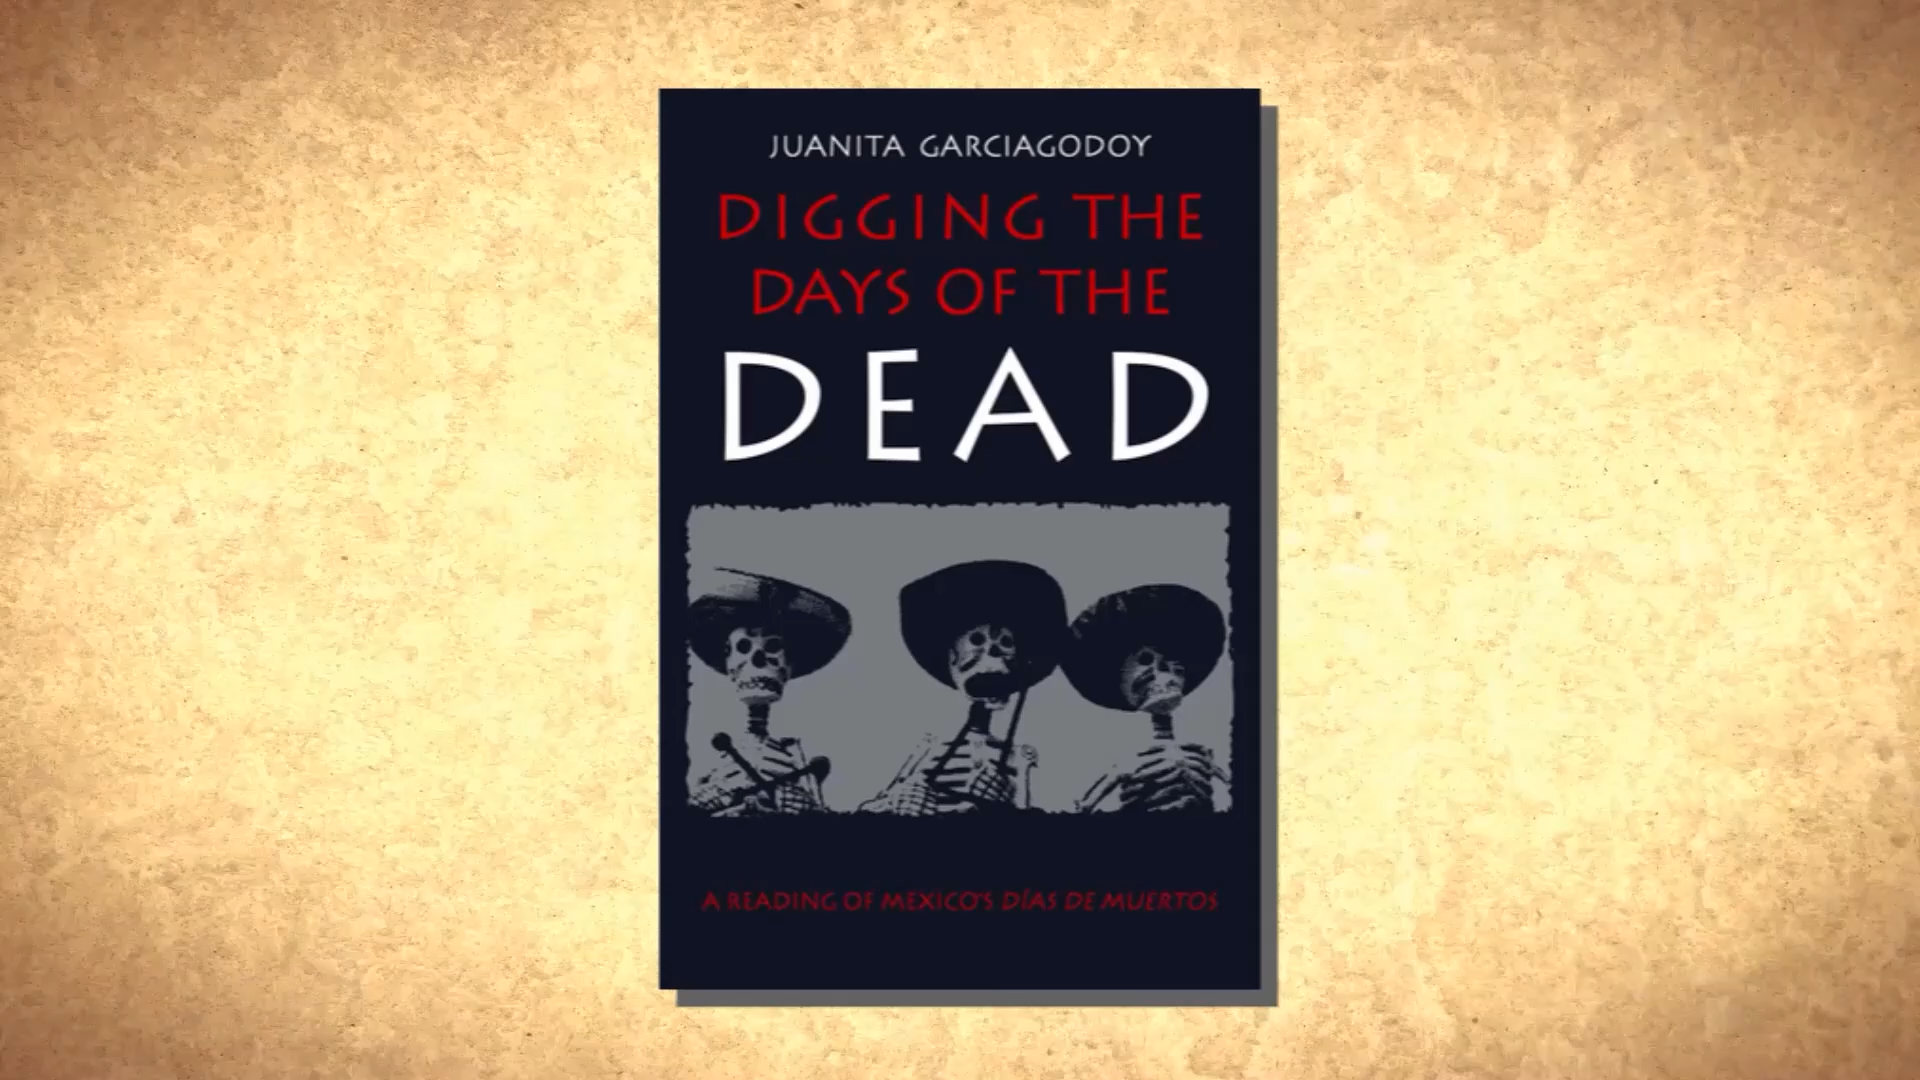 JUANITA GARCIAGODOY
DIGGING THE
DAYS OF THE
DEAD
A READING OF MEXICO'S DÍAS DE MUERTOS